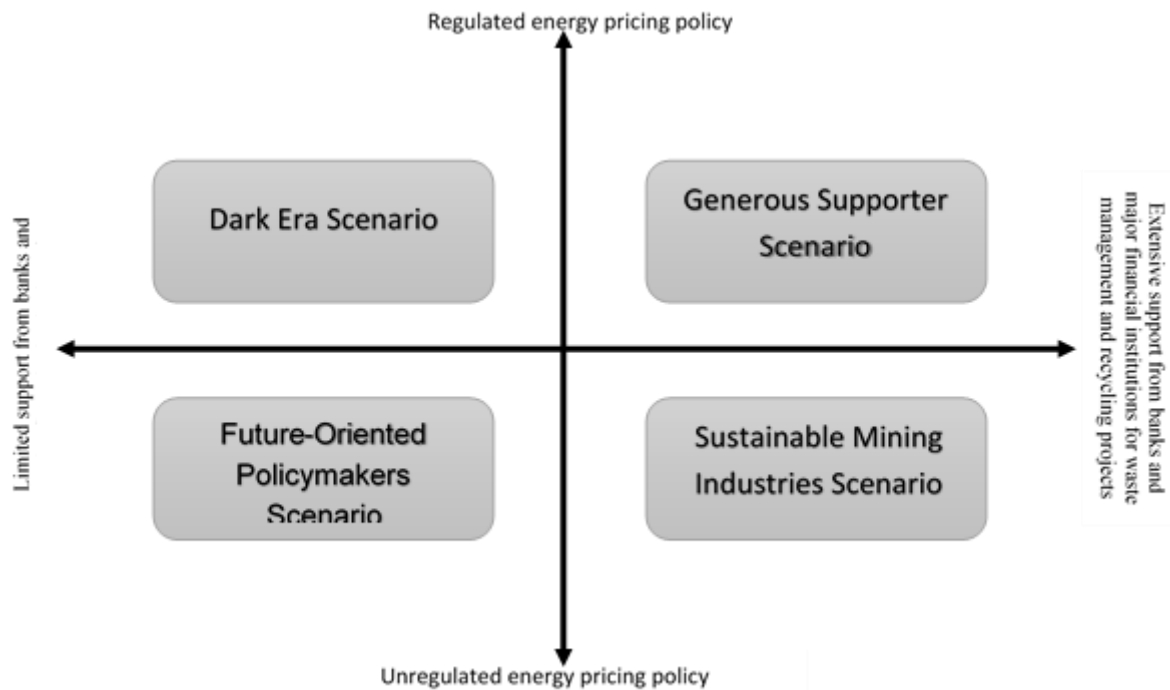 Regulated energy pricing policy
Dark Era Scenario
Generous Supporter
Scenario
Limited support from banks and
Extensive support from banks and
major financial institutions for waste
management and recycling projects
Future-Oriented
Policymakers
Scenario
Sustainable Mining
Industries Scenario
Unregulated energy pricing policy